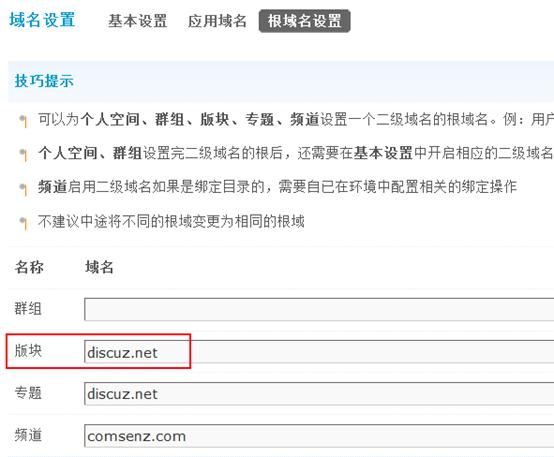 域名设置 基本设置 应用域名 根域名设置
技巧提示
可以为个人空间、群组、版块、专题、频道设置一个二级域名的根域名。例：用户
个人空间、群组设置完二级域名的根后，还需要在基本设置中开启相应的二级域名
频道启用二级域名如果是绑定目录的，需要自己在环境中配置相关的绑定操作
不建议中途将不同的根域变更为相同的根域
名称 域名
群组
版块 discuz.net
专题 discuz.net
频道 comsenz.com